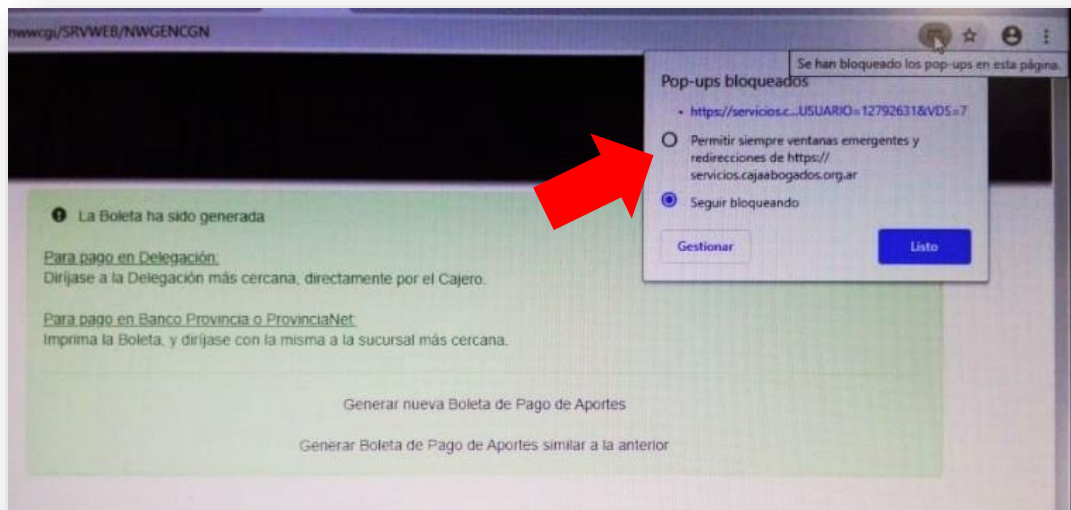 nwwcgi/SRVWEB/NWGENCGN
Se han bloqueado los pop-ups en esta página.
Pop-ups bloqueados
https://servicios.c...USUARIO=12792631&VDS=7
Permitir siempre ventanas emergentes y
redirecciones de https://
servicios.cajaabogados.org.ar
Seguir bloqueando
Gestionar
Listo
La Boleta ha sido generada
Para pago en Delegación:
Diríjase a la Delegación más cercana, directamente por el Cajero.
Para pago en Banco Provincia o ProvinciaNet:
Imprima la Boleta, y diríjase con la misma a la sucursal más cercana.
Generar nueva Boleta de Pago de Aportes
Generar Boleta de Pago de Aportes similar a la anterior